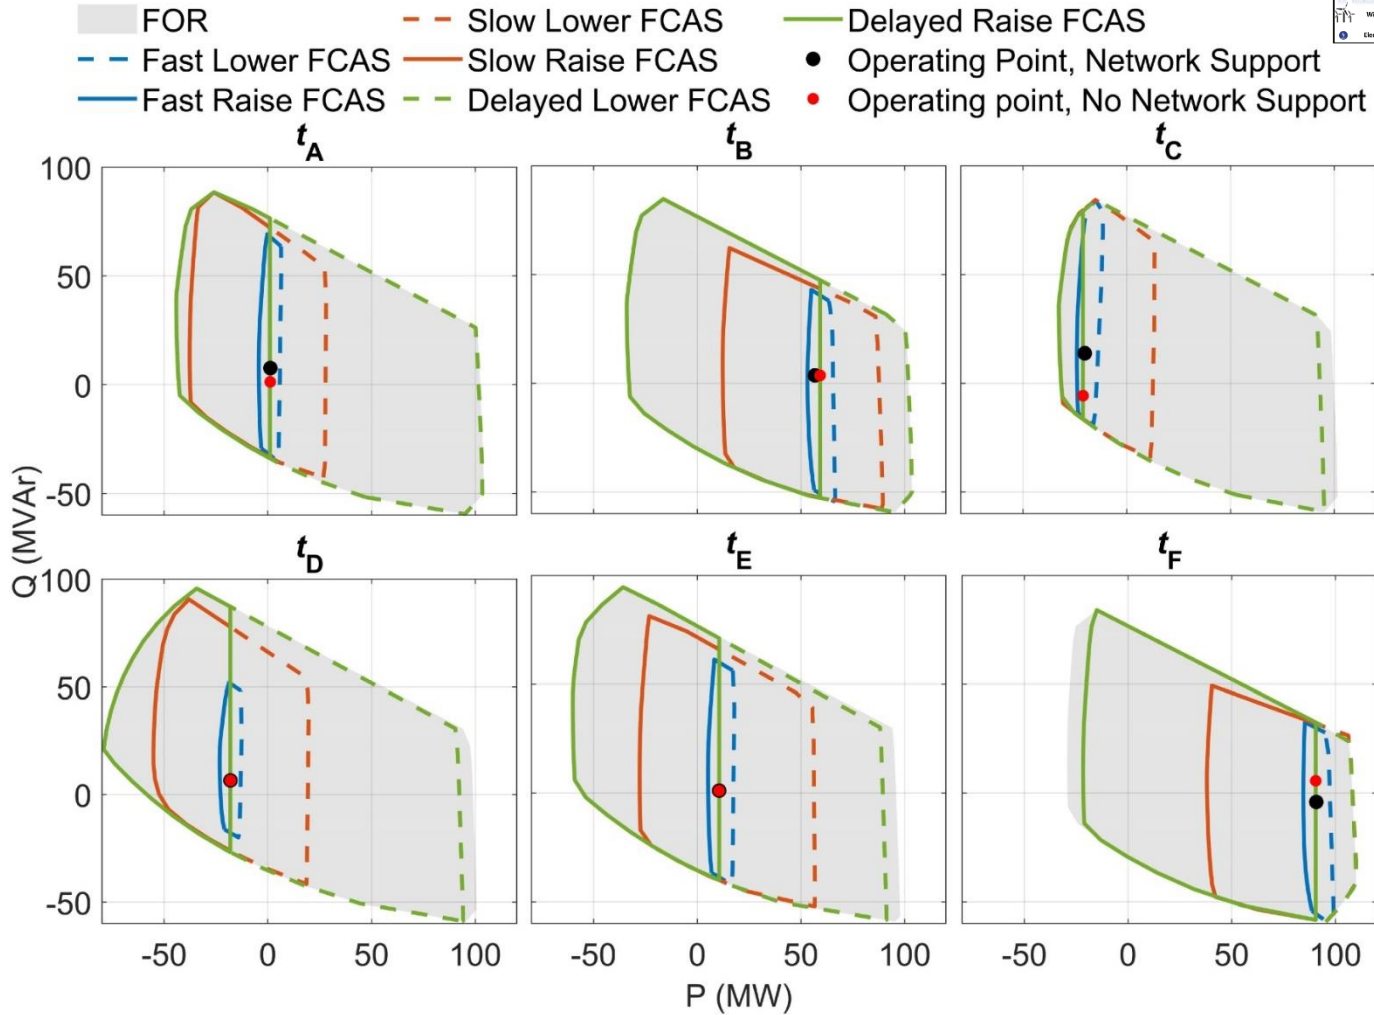 FOR
Slow Lower FCAS
Delayed Raise FCAS
Fast Lower FCAS
Slow Raise FCAS
Operating Point, Network Support
Fast Raise FCAS
Delayed Lower FCAS
Operating point, No Network Support
tA
tB
tC
100
50
0
-50
Q (MVAr)
tD
tE
tF
100
50
0
-50
-50 0 50 100
-50 0 50 100
-50 0 50 100
P (MW)